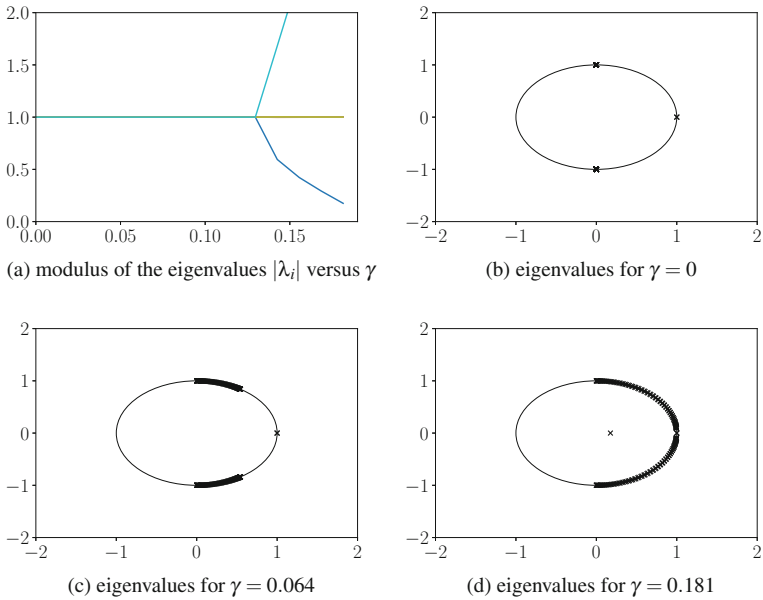 2.0
1.5
1.0
0.5
0.0
0.00 0.05 0.10 0.15
(a) modulus of the eigenvalues |λᵢ| versus γ
2
1
0
−1
−2
−2 −1 0 1 2
(b) eigenvalues for γ = 0
2
1
0
−1
−2
−2 −1 0 1 2
(c) eigenvalues for γ = 0.064
2
1
0
−1
−2
−2 −1 0 1 2
(d) eigenvalues for γ = 0.181